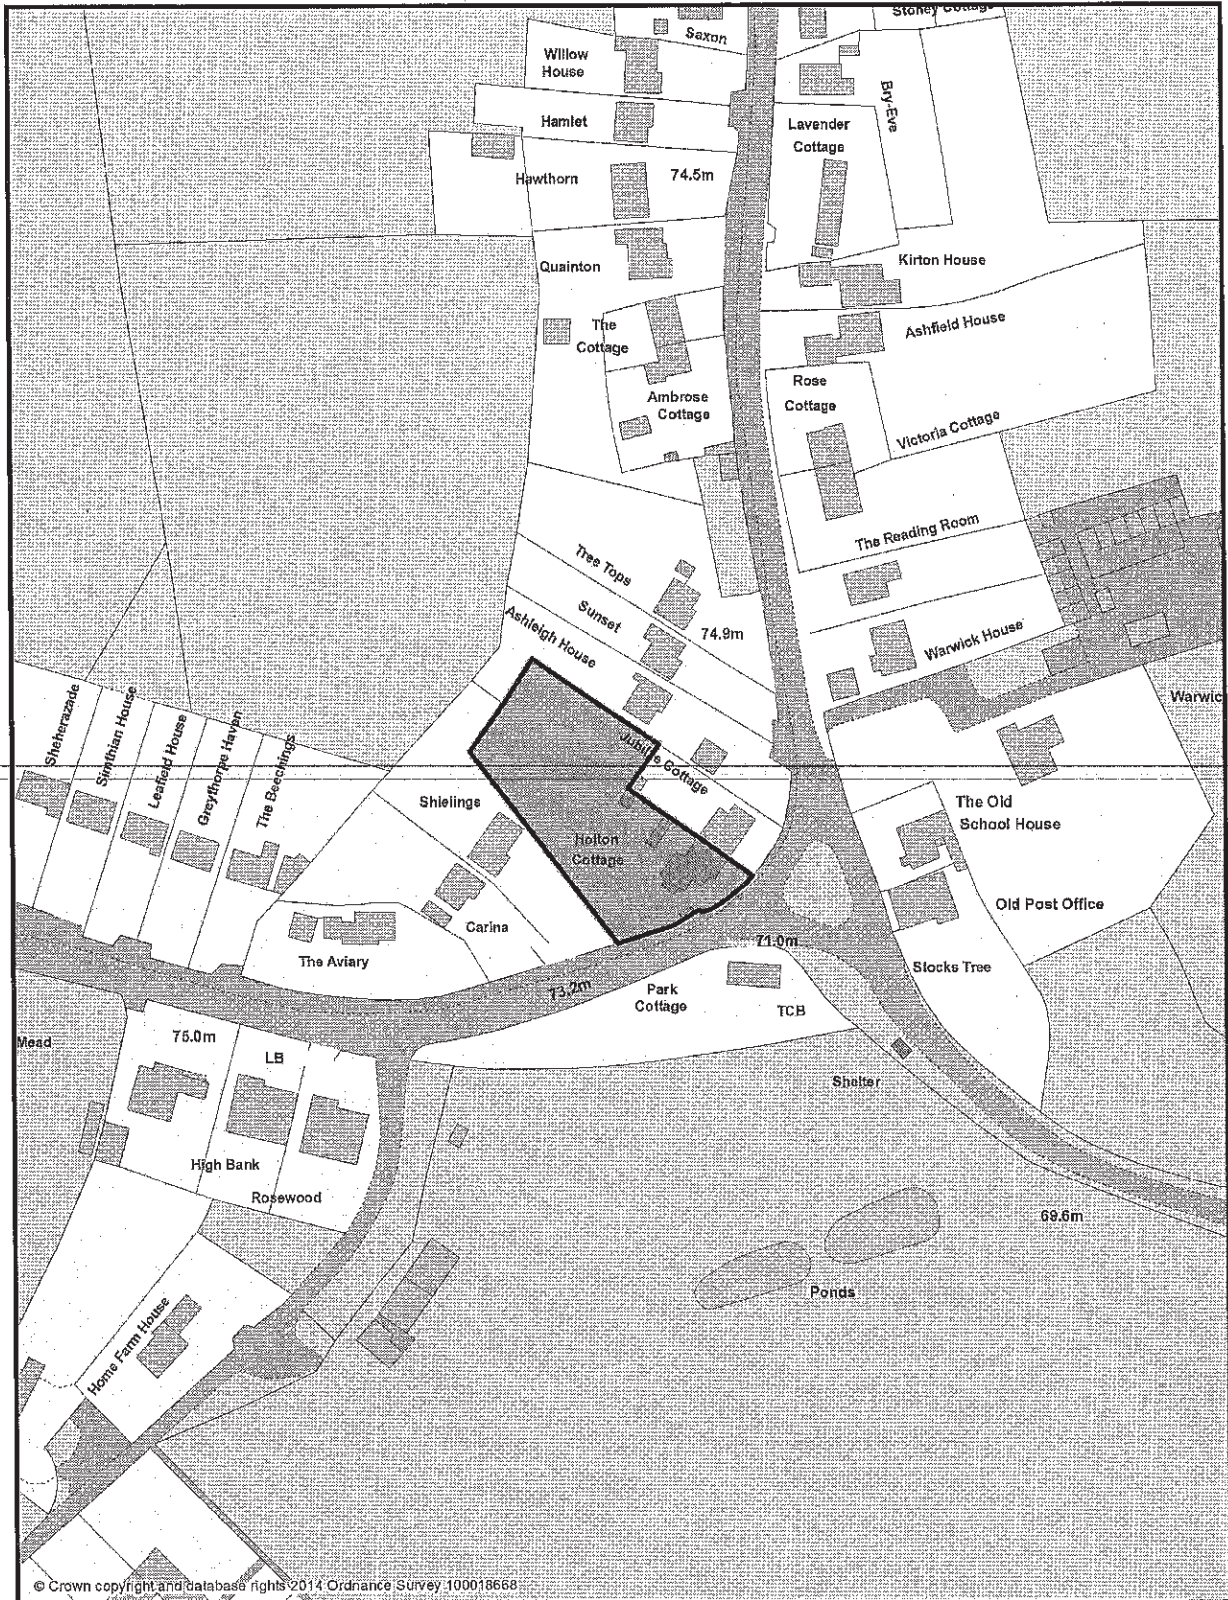 Saxon
Stoney Cottage
Willow
House
Bry-Eve
Hamlet
Lavender
Cottage
Hawthorn
74.5m
Quainton
Kirton House
The
Cottage
Ashfield House
Rose
Cottage
Ambrose
Cottage
Victoria Cottage
The Reading Room
Tree Tops
Sunset
Ashleigh House
74.9m
Warwick House
Warwic
Sheherazade
Simthian House
Leafield House
Greythorpe Haven
The Beechings
Jubilee Cottage
Shielings
The Old
School House
Holton
Cottage
Old Post Office
Carina
The Aviary
71.0m
Stocks Tree
73.2m
Park
Cottage
TCB
Mead
75.0m
LB
Shelter
High Bank
Rosewood
69.6m
Ponds
Home Farm House
© Crown copyright and database rights 2014 Ordnance Survey 100018668